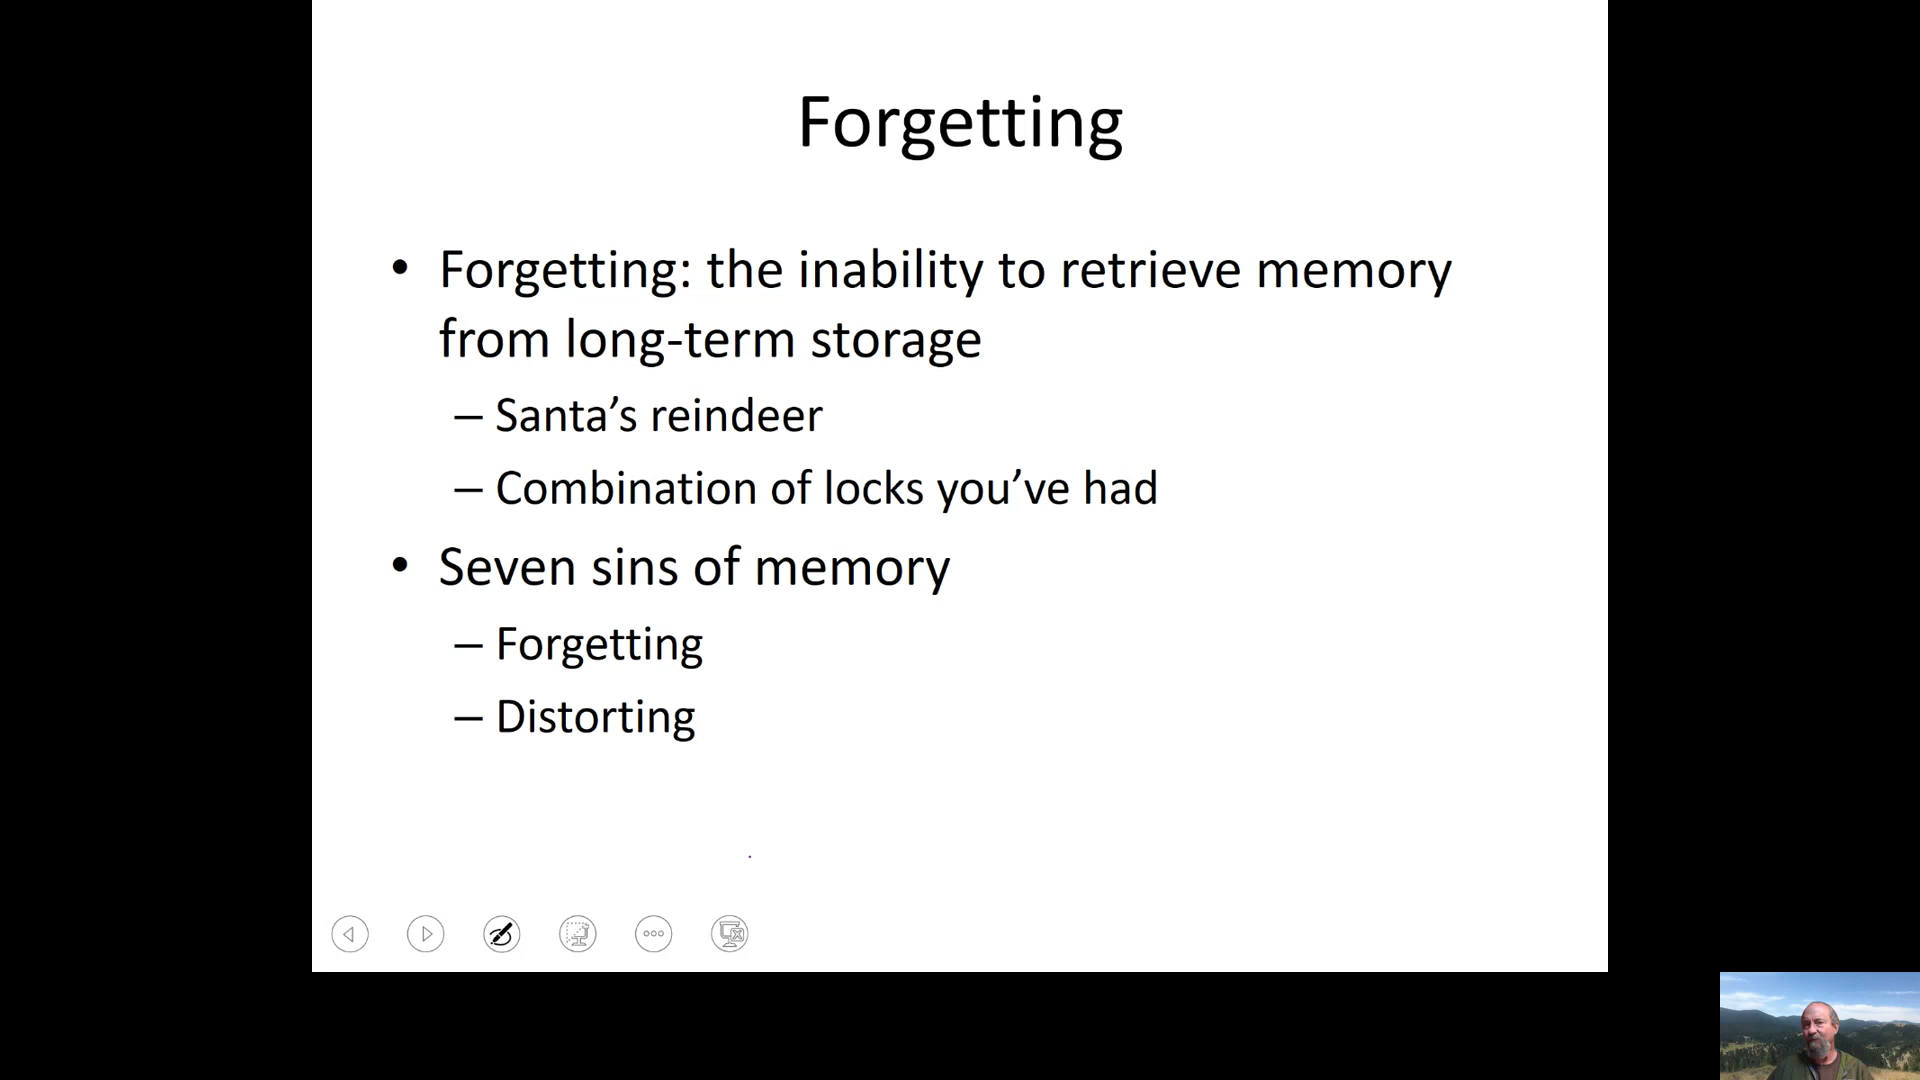 Forgetting
• Forgetting: the inability to retrieve memory
from long-term storage
– Santa’s reindeer
– Combination of locks you’ve had
• Seven sins of memory
– Forgetting
– Distorting